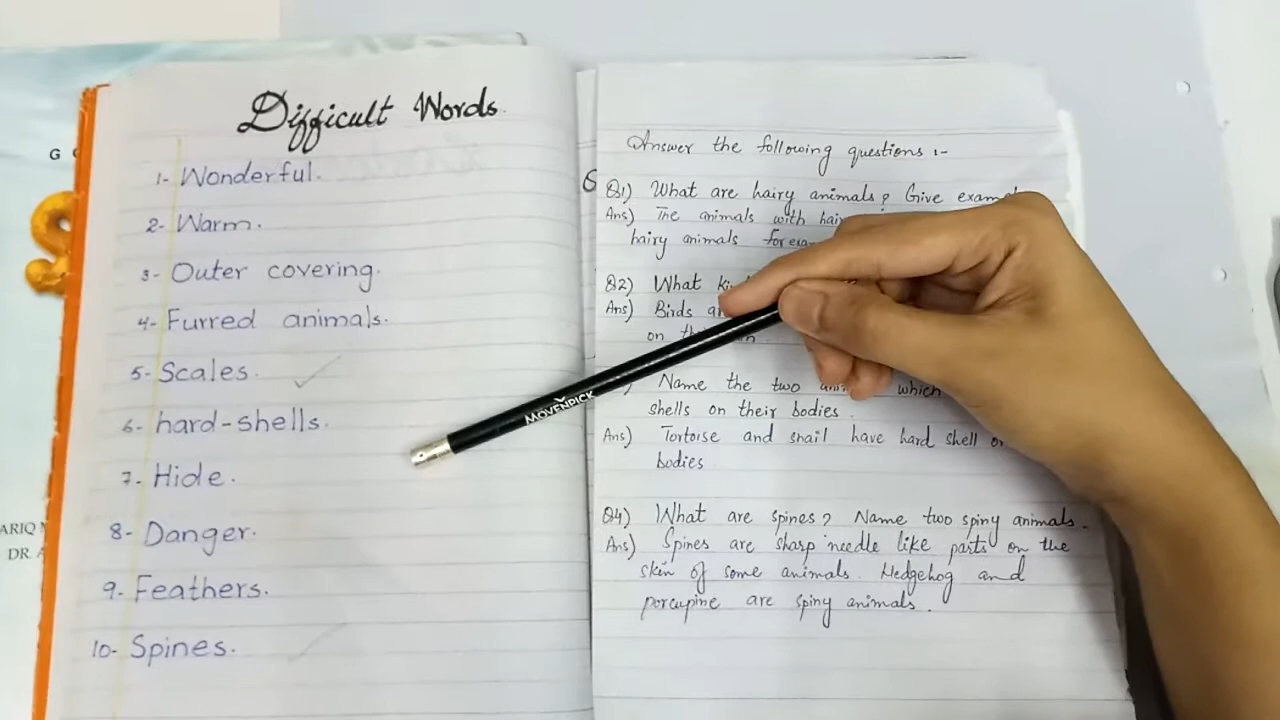 Difficult Words.
1- Wonderful.
2- Warm.
3- Outer covering.
4- Furred animals.
5- Scales.
6- hard-shells.
7- Hide.
8- Danger.
9- Feathers.
10- Spines.
Answer the following questions :-
Q1) What are hairy animals? Give
Ans) The animals with
hairy animals
Q2) What
Ans) Birds
on
Name the two which
shells on their bodies.
Ans) Tortoise and snail have hard shell
bodies
Q4) What are spines? Name two spiny animals.
Ans) Spines are sharp needle like parts on the
skin of some animals. Hedgehog and
porcupine are spiny animals.
MOVENPICK
G
ARIQ
DR.